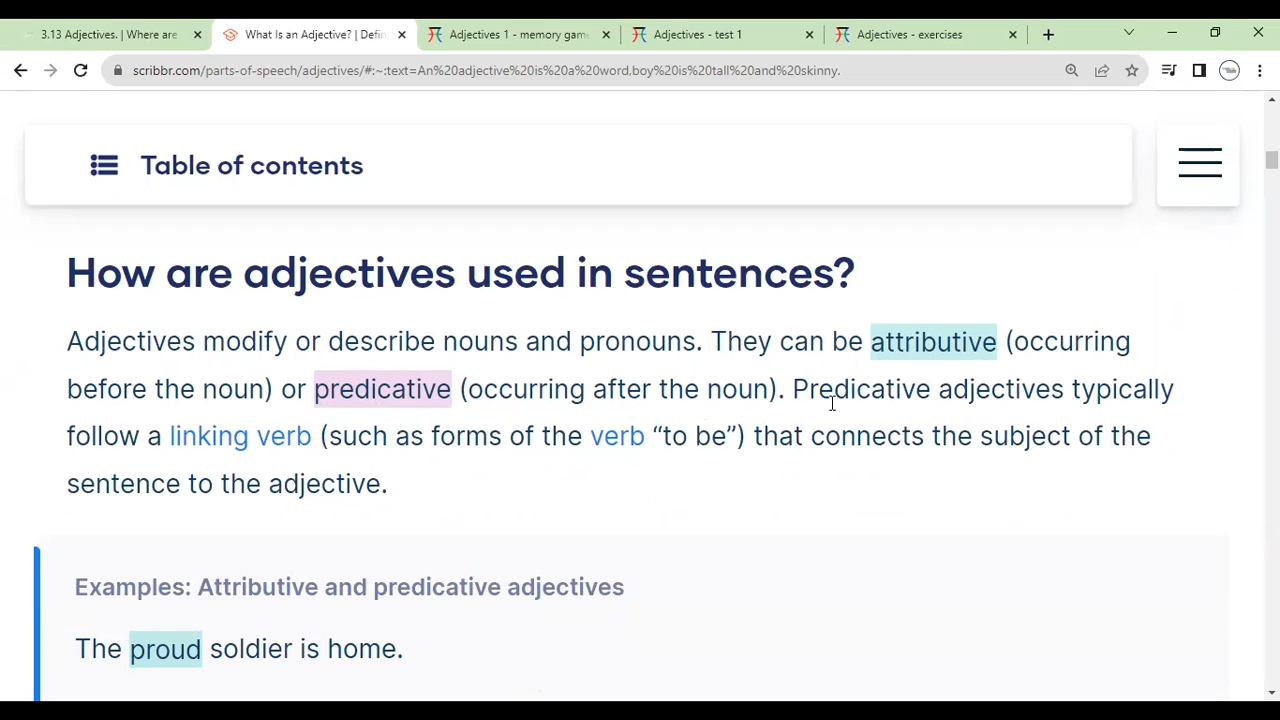 3.13 Adjectives. | Where are
What Is an Adjective? | Defin
Adjectives 1 - memory gam
Adjectives - test 1
Adjectives - exercises
scribbr.com/parts-of-speech/adjectives/#:~:text=An%20adjective%20is%20a%20word,boy%20is%20tall%20and%20skinny.
Table of contents
How are adjectives used in sentences?
Adjectives modify or describe nouns and pronouns. They can be attributive (occurring
before the noun) or predicative (occurring after the noun). Predicative adjectives typically
follow a linking verb (such as forms of the verb “to be”) that connects the subject of the
sentence to the adjective.
Examples: Attributive and predicative adjectives
The proud soldier is home.